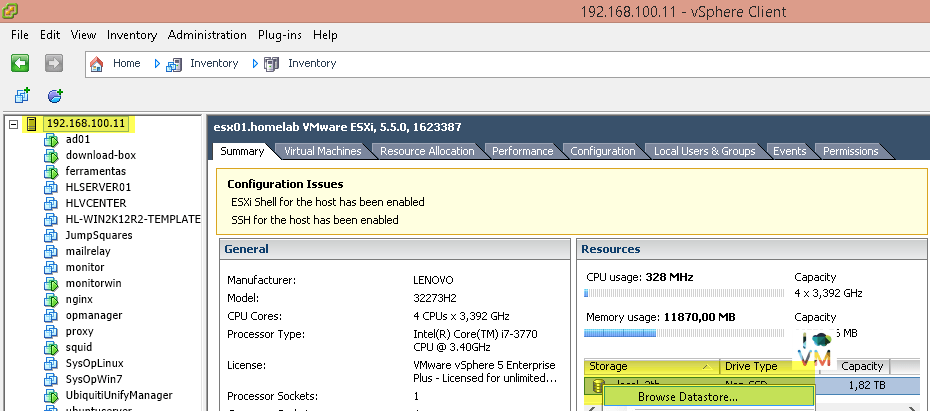 192.168.100.11 - vSphere Client
File Edit View Inventory Administration Plug-ins Help
Home Inventory Inventory
192.168.100.11
ad01
download-box
ferramentas
HLSERVER01
HLVCENTER
HL-WIN2K12R2-TEMPLATE
JumpSquares
mailrelay
monitor
monitorwin
nginx
opmanager
proxy
squid
SysOpLinux
SysOpWin7
UbiquitiUnifyManager
ubuntuserver
esx01.homelab VMware ESXi, 5.5.0, 1623387
Summary Virtual Machines Resource Allocation Performance Configuration Local Users & Groups Events Permissions
Configuration Issues
ESXi Shell for the host has been enabled
SSH for the host has been enabled
General
Manufacturer: LENOVO
Model: 32273H2
CPU Cores: 4 CPUs x 3,392 GHz
Processor Type: Intel(R) Core(TM) i7-3770
CPU @ 3.40GHz
License: VMware vSphere 5 Enterprise
Plus - Licensed for unlimited...
Processor Sockets: 1
Resources
CPU usage: 328 MHz Capacity
4 x 3,392 GHz
Memory usage: 11870,00 MB Capacity
MB
I VM
Storage Drive Type Capacity
1,82 TB
Browse Datastore...